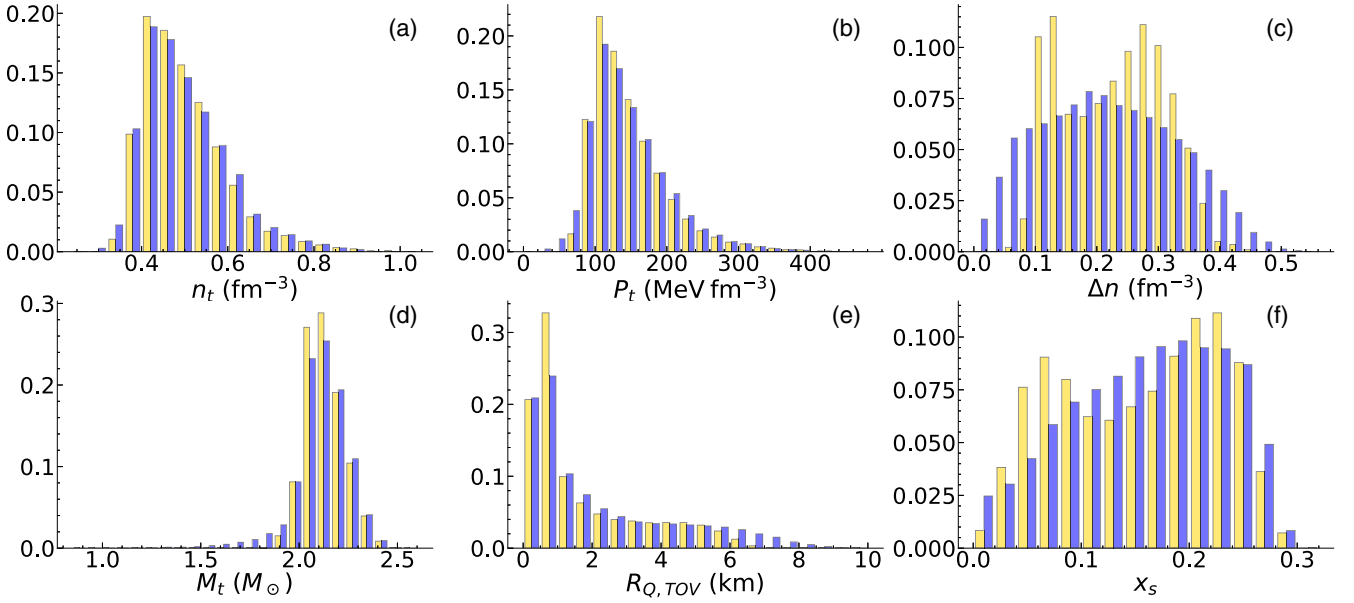 (a)
0.20
0.15
0.10
0.05
0.00
0.4 0.6 0.8 1.0
n_t (fm⁻³)
(b)
0.20
0.15
0.10
0.05
0.00
0 100 200 300 400
P_t (MeV fm⁻³)
(c)
0.100
0.075
0.050
0.025
0.000
0.0 0.1 0.2 0.3 0.4 0.5
Δn (fm⁻³)
(d)
0.3
0.2
0.1
0.0
1.0 1.5 2.0 2.5
M_t (M_⊙)
(e)
0.3
0.2
0.1
0.0
0 2 4 6 8 10
R_{Q,TOV} (km)
(f)
0.100
0.075
0.050
0.025
0.000
0.0 0.1 0.2 0.3
x_s